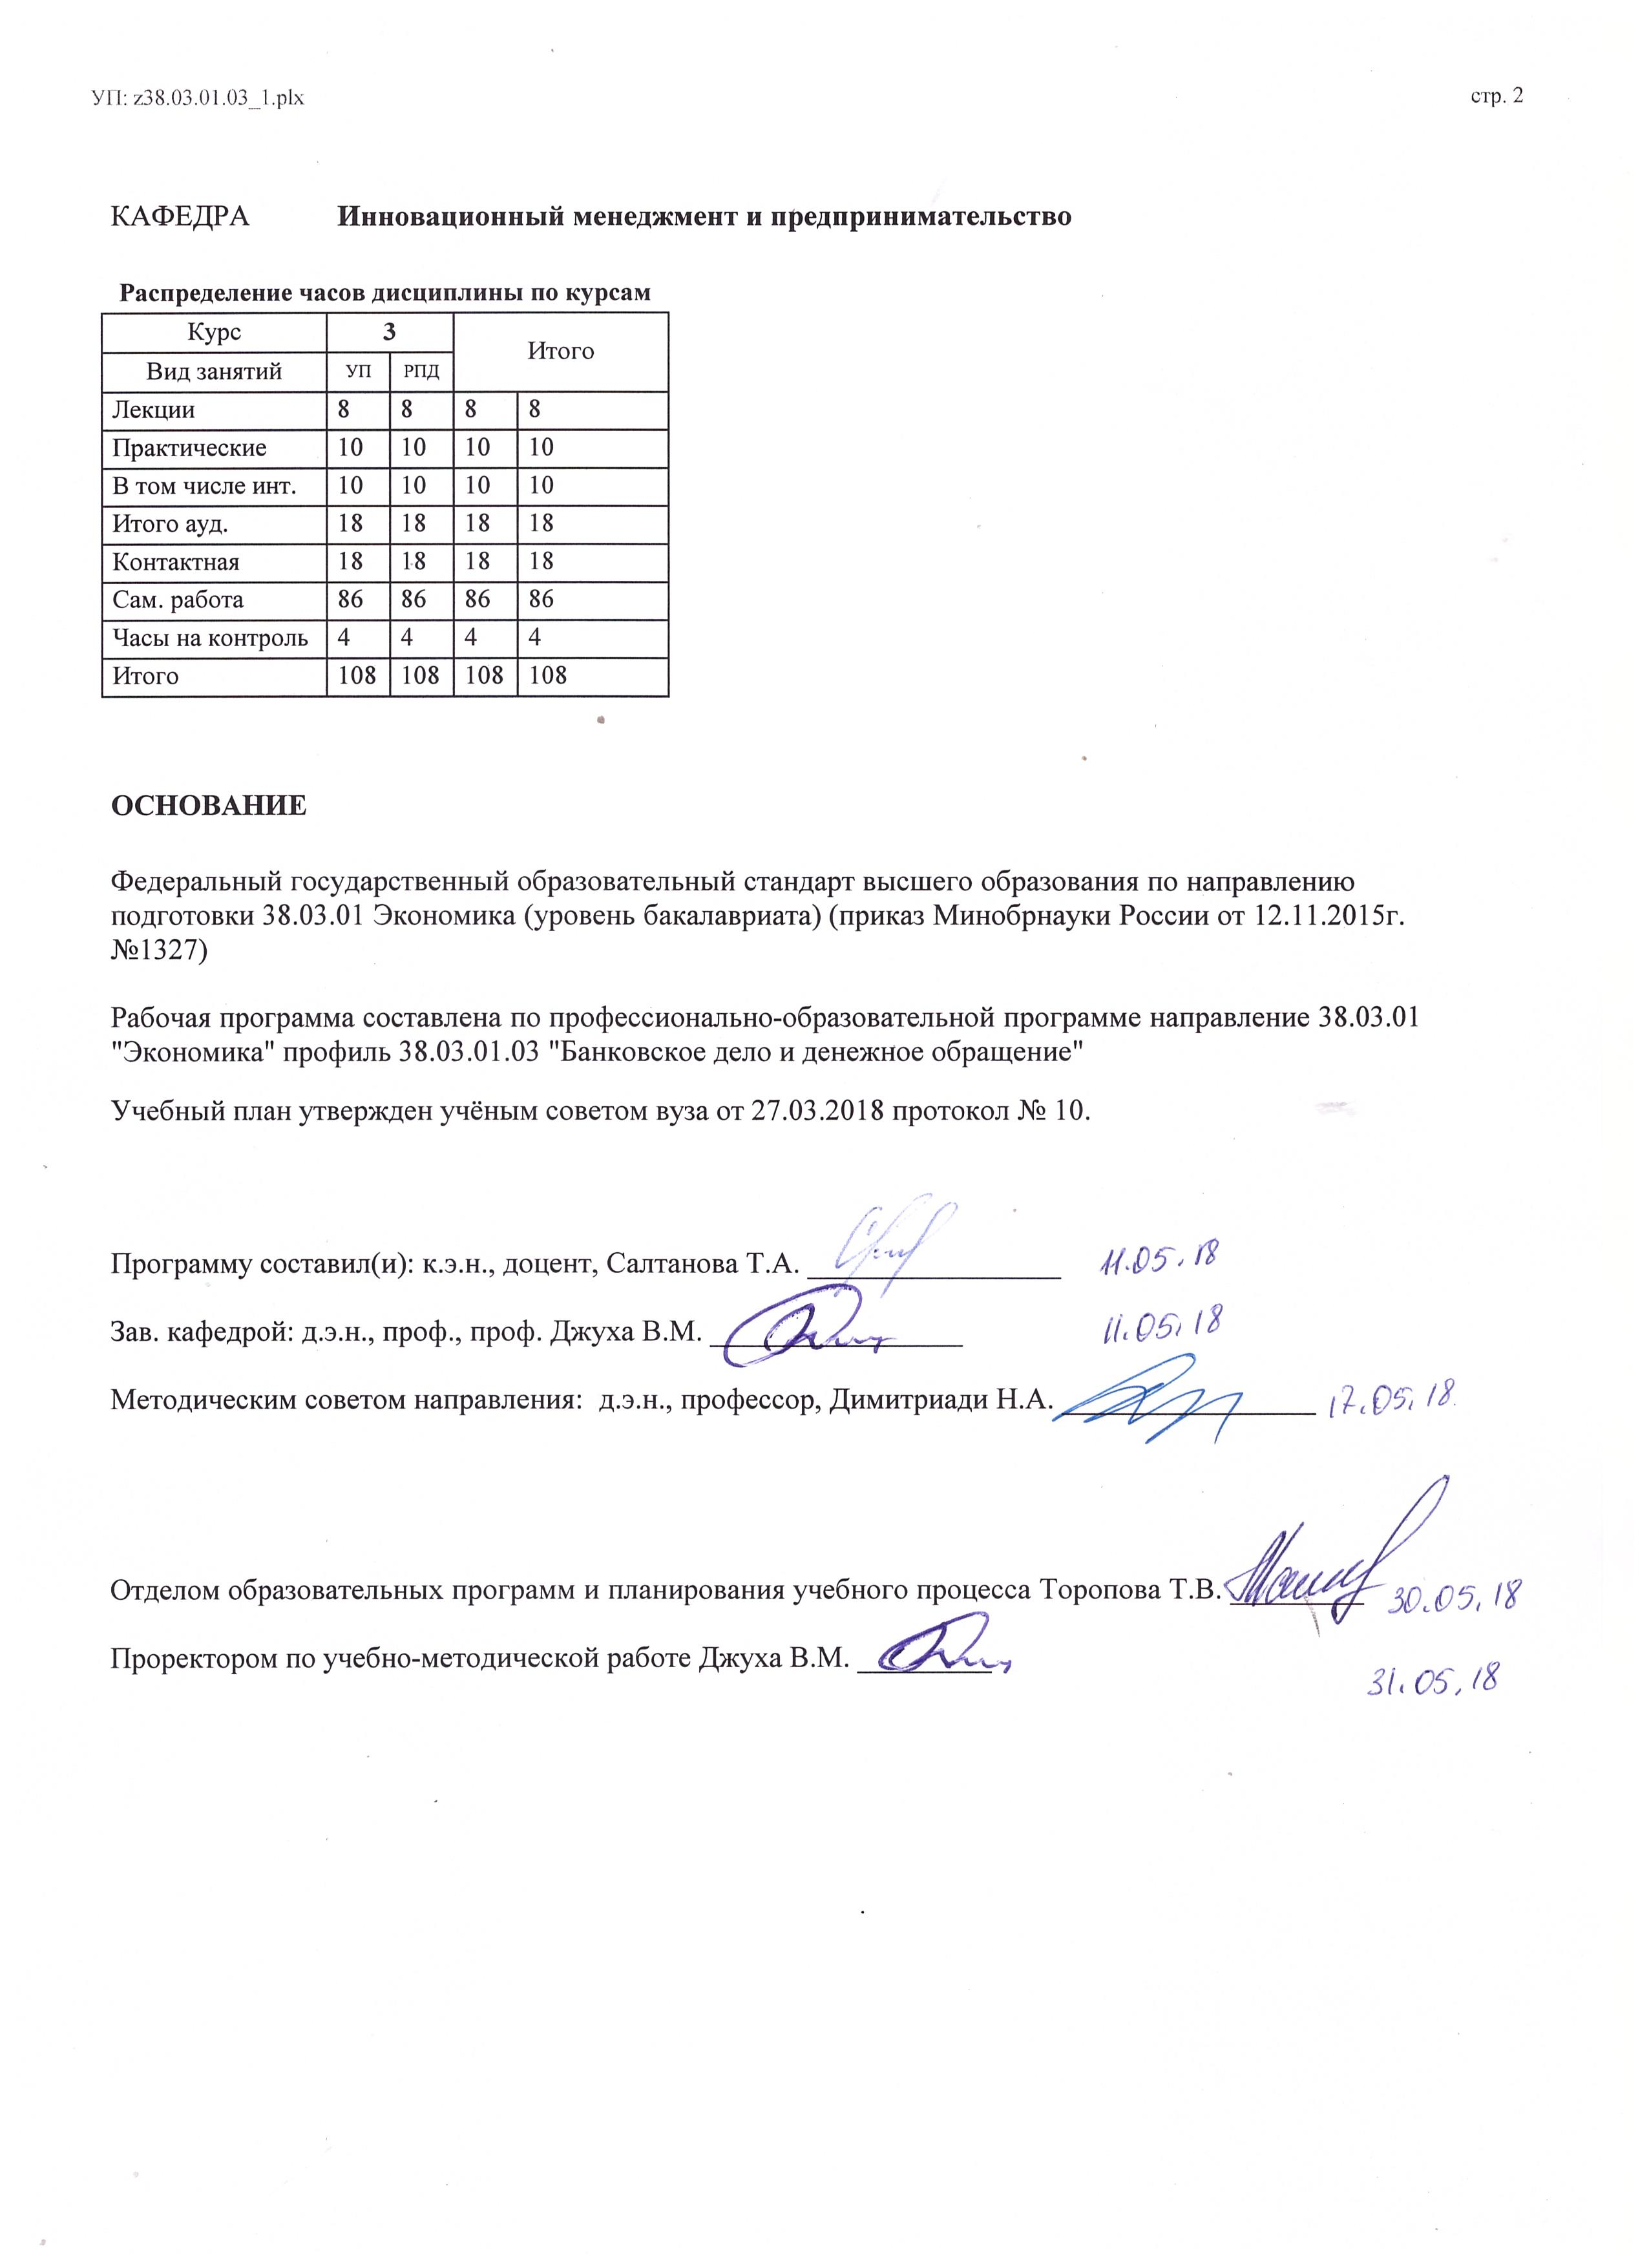 УП: z38.03.01.03_1.plx
стр. 2
КАФЕДРА Инновационный менеджмент и предпринимательство
Распределение часов дисциплины по курсам
Курс 3 Итого
Вид занятий УП РПД
Лекции 8 8 8 8
Практические 10 10 10 10
В том числе инт. 10 10 10 10
Итого ауд. 18 18 18 18
Контактная 18 18 18 18
Сам. работа 86 86 86 86
Часы на контроль 4 4 4 4
Итого 108 108 108 108
ОСНОВАНИЕ
Федеральный государственный образовательный стандарт высшего образования по направлению
подготовки 38.03.01 Экономика (уровень бакалавриата) (приказ Минобрнауки России от 12.11.2015г.
№1327)
Рабочая программа составлена по профессионально-образовательной программе направление 38.03.01
"Экономика" профиль 38.03.01.03 "Банковское дело и денежное обращение"
Учебный план утвержден учёным советом вуза от 27.03.2018 протокол № 10.
Программу составил(и): к.э.н., доцент, Салтанова Т.А. 11.05.18
Зав. кафедрой: д.э.н., проф., проф. Джуха В.М. 11.05.18
Методическим советом направления: д.э.н., профессор, Димитриади Н.А. 17.05.18
Отделом образовательных программ и планирования учебного процесса Торопова Т.В. 30.05.18
Проректором по учебно-методической работе Джуха В.М.
31.05.18